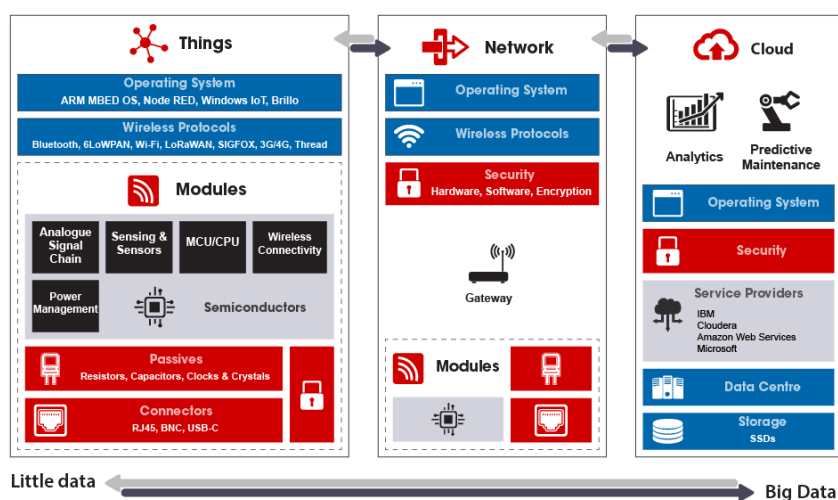 Things
Operating System
ARM MBED OS, Node RED, Windows IoT, Brillo
Wireless Protocols
Bluetooth, 6LoWPAN, Wi-Fi, LoRaWAN, SIGFOX, 3G/4G, Thread
Modules
Analogue
Signal
Chain
Sensing &
Sensors
MCU/CPU
Wireless
Connectivity
Power
Management
Semiconductors
Passives
Resistors, Capacitors, Clocks & Crystals
Connectors
RJ45, BNC, USB-C
Network
Operating System
Wireless Protocols
Security
Hardware, Software, Encryption
Gateway
Modules
Cloud
Analytics
Predictive
Maintenance
Operating System
Security
Service Providers
IBM
Cloudera
Amazon Web Services
Microsoft
Data Centre
Storage
SSDs
Little data
Big Data